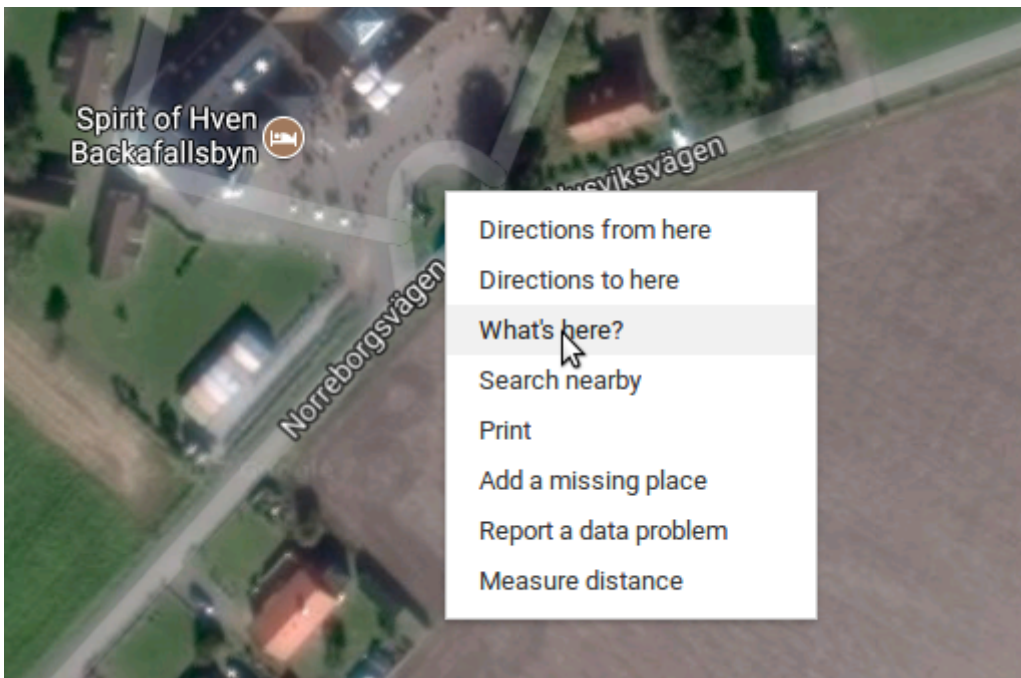 Spirit of Hven
Backafallsbyn
Norreborgsvägen
Directions from here
Directions to here
What's here?
Search nearby
Print
Add a missing place
Report a data problem
Measure distance